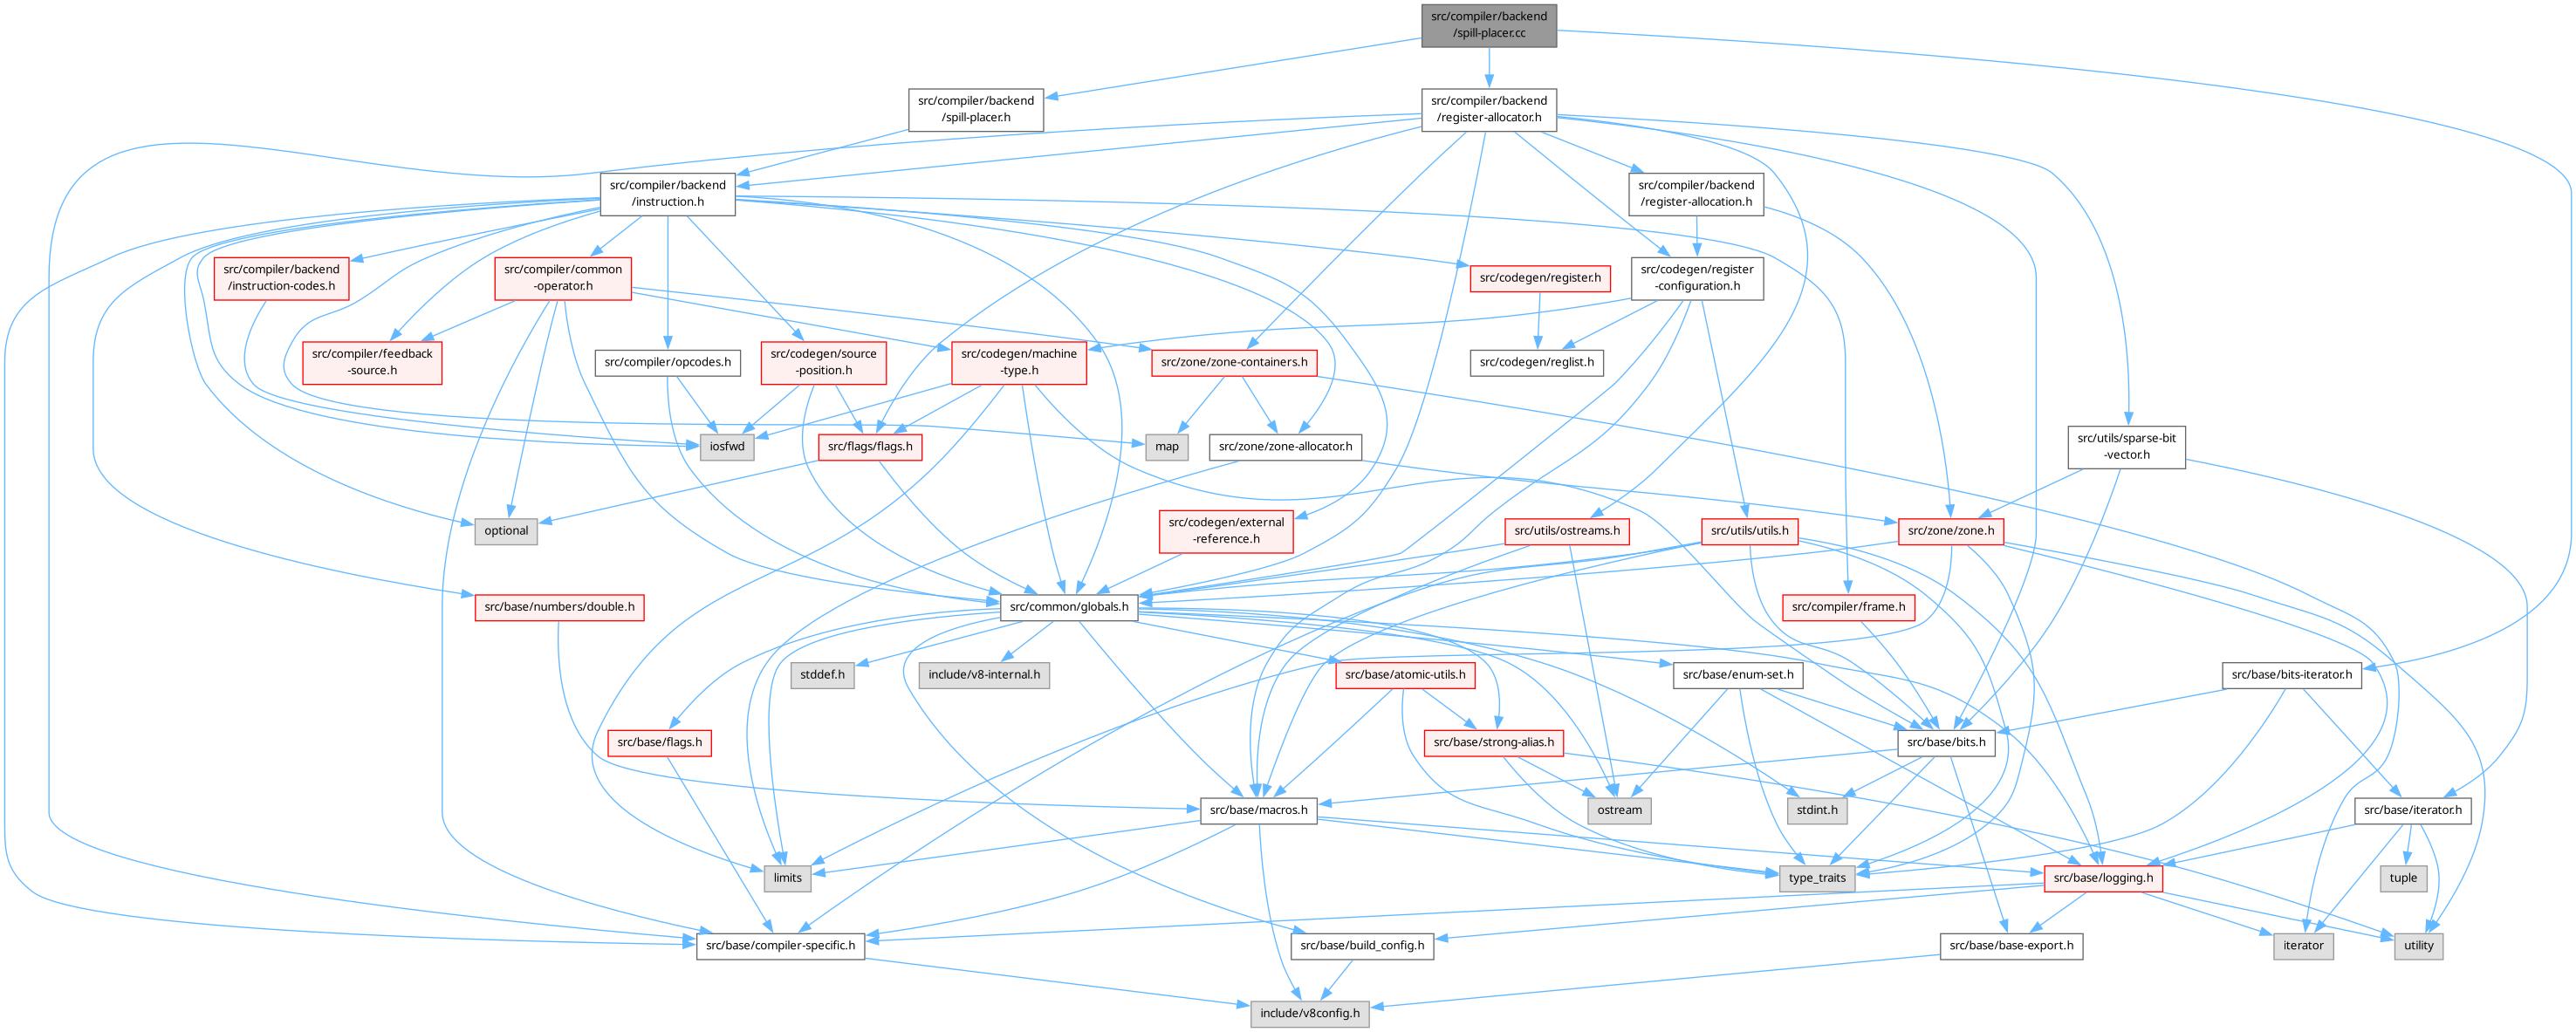 src/compiler/backend
/spill-placer.cc
src/compiler/backend
/spill-placer.h
src/compiler/backend
/register-allocator.h
src/compiler/backend
/instruction.h
src/compiler/backend
/register-allocation.h
src/compiler/backend
/instruction-codes.h
src/compiler/common
-operator.h
src/codegen/register.h
src/codegen/register
-configuration.h
src/compiler/feedback
-source.h
src/compiler/opcodes.h
src/codegen/source
-position.h
src/codegen/machine
-type.h
src/zone/zone-containers.h
src/codegen/reglist.h
iosfwd
src/flags/flags.h
map
src/zone/zone-allocator.h
src/utils/sparse-bit
-vector.h
optional
src/codegen/external
-reference.h
src/utils/ostreams.h
src/utils/utils.h
src/zone/zone.h
src/base/numbers/double.h
src/common/globals.h
src/compiler/frame.h
stddef.h
include/v8-internal.h
src/base/atomic-utils.h
src/base/enum-set.h
src/base/bits-iterator.h
src/base/flags.h
src/base/strong-alias.h
src/base/bits.h
src/base/macros.h
ostream
stdint.h
src/base/iterator.h
limits
type_traits
src/base/logging.h
tuple
src/base/compiler-specific.h
src/base/build_config.h
src/base/base-export.h
iterator
utility
include/v8config.h